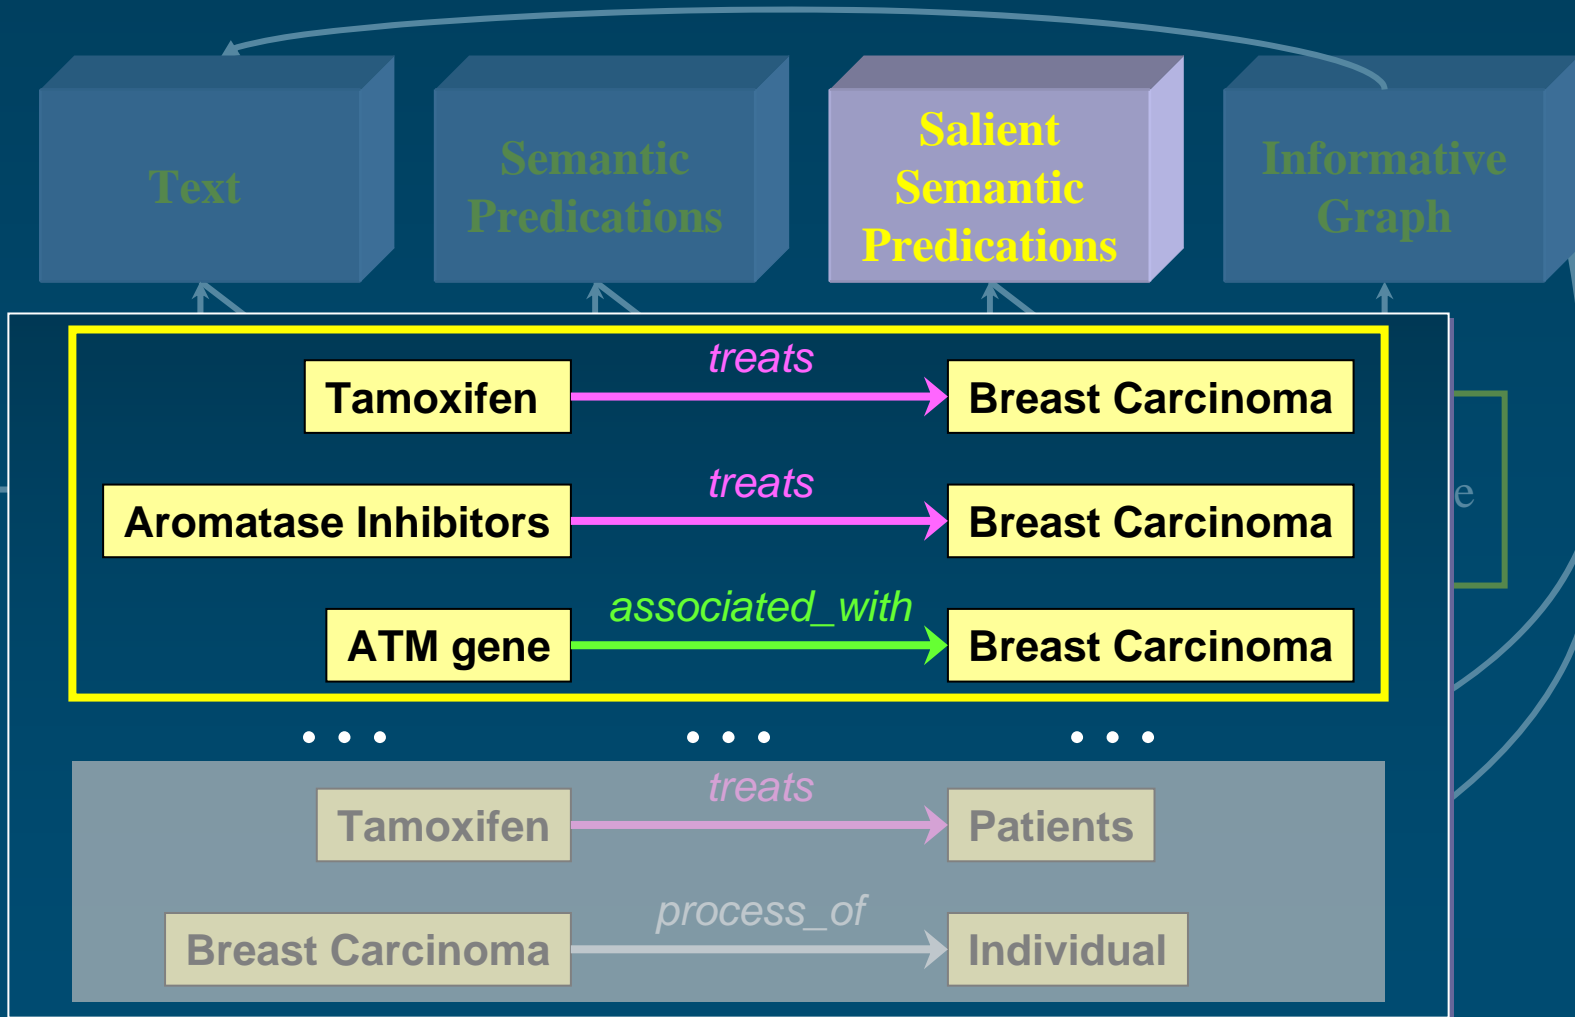 Text
Semantic
Predications
Salient
Semantic
Predications
Informative
Graph
treats
Tamoxifen
Breast Carcinoma
treats
Aromatase Inhibitors
Breast Carcinoma
e
associated_with
ATM gene
Breast Carcinoma
. . .
. . .
. . .
treats
Tamoxifen
Patients
process_of
Breast Carcinoma
Individual